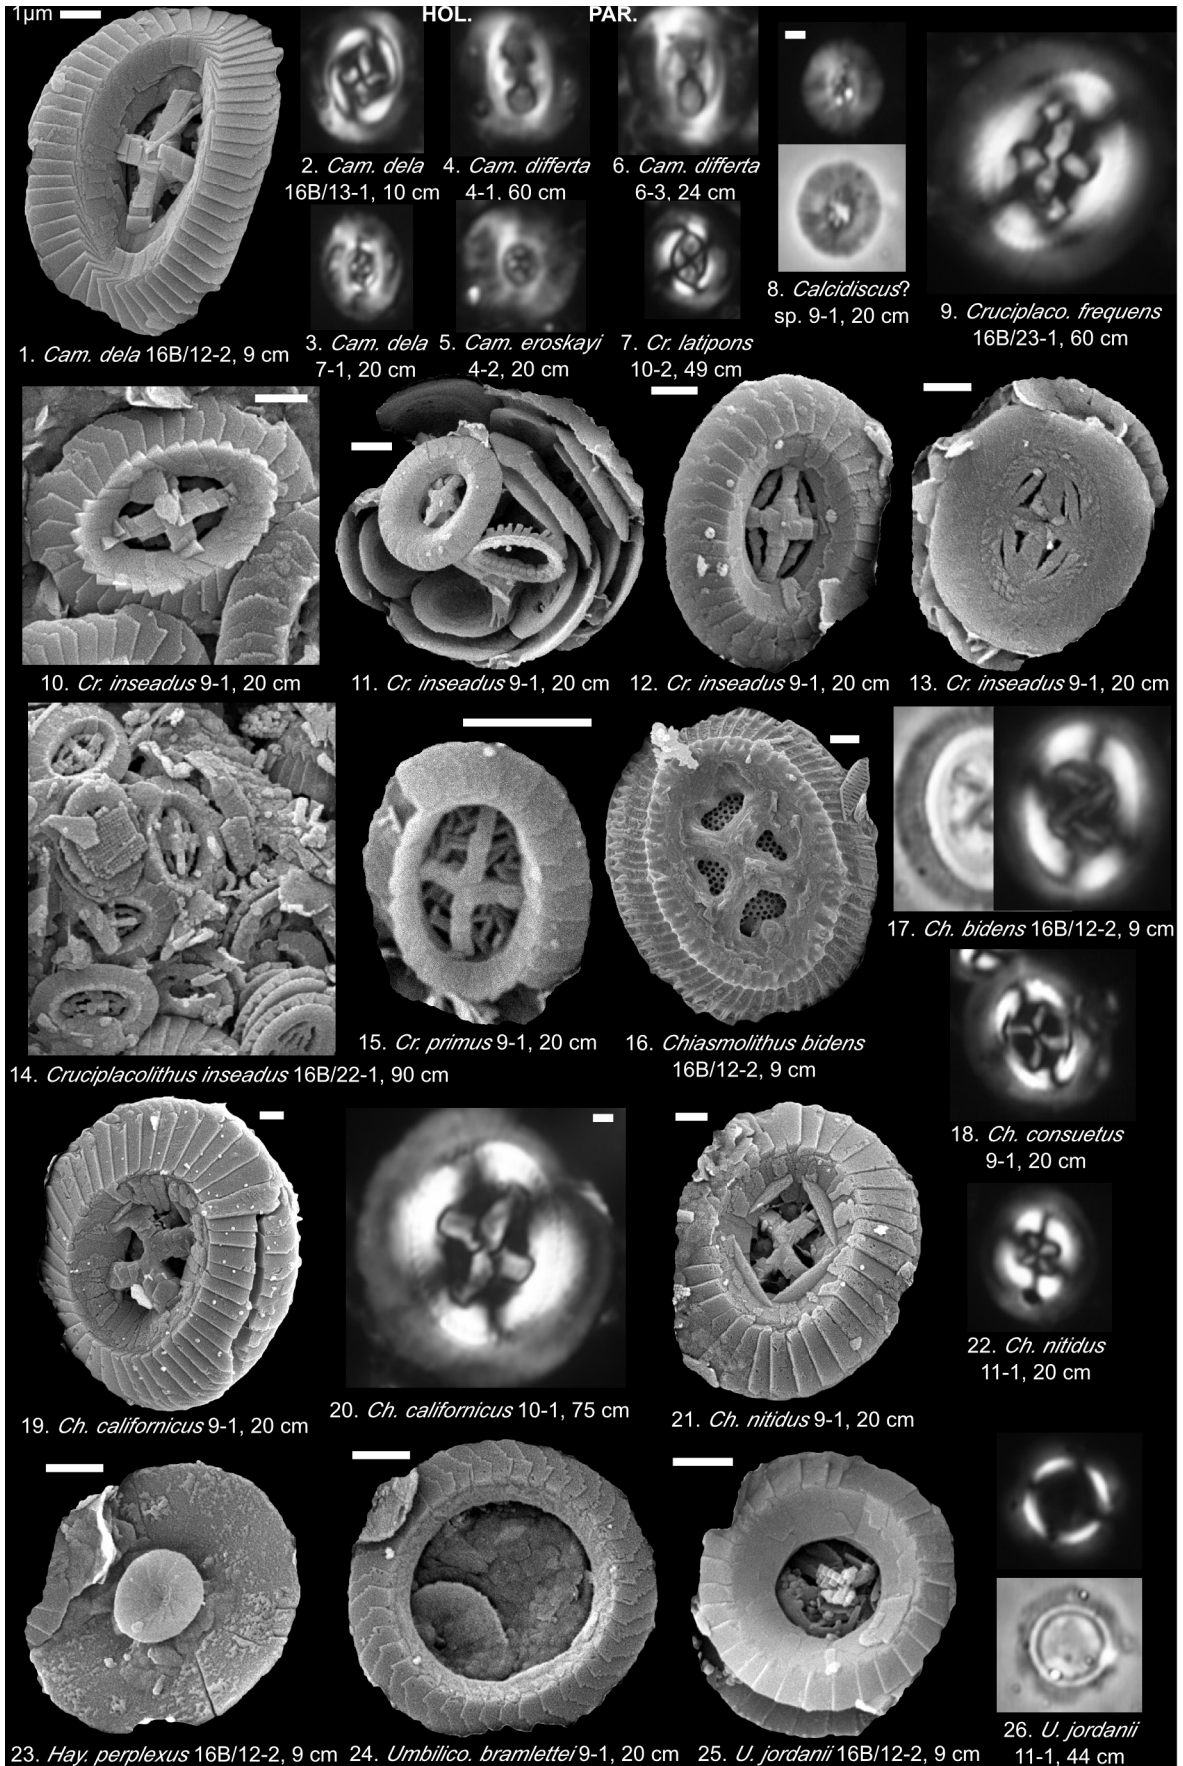 1µm
HOL.
PAR.
1. Cam. dela 16B/12-2, 9 cm
2. Cam. dela
16B/13-1, 10 cm
4. Cam. differta
4-1, 60 cm
6. Cam. differta
6-3, 24 cm
3. Cam. dela
7-1, 20 cm
5. Cam. eroskayi
4-2, 20 cm
7. Cr. latipons
10-2, 49 cm
8. Calcidiscus?
sp. 9-1, 20 cm
9. Cruciplaco. frequens
16B/23-1, 60 cm
10. Cr. inseadus 9-1, 20 cm
11. Cr. inseadus 9-1, 20 cm
12. Cr. inseadus 9-1, 20 cm
13. Cr. inseadus 9-1, 20 cm
14. Cruciplacolithus inseadus 16B/22-1, 90 cm
15. Cr. primus 9-1, 20 cm
16. Chiasmolithus bidens
16B/12-2, 9 cm
17. Ch. bidens 16B/12-2, 9 cm
18. Ch. consuetus
9-1, 20 cm
19. Ch. californicus 9-1, 20 cm
20. Ch. californicus 10-1, 75 cm
21. Ch. nitidus 9-1, 20 cm
22. Ch. nitidus
11-1, 20 cm
23. Hay. perplexus 16B/12-2, 9 cm
24. Umbilico. bramlettei 9-1, 20 cm
25. U. jordanii 16B/12-2, 9 cm
26. U. jordanii
11-1, 44 cm